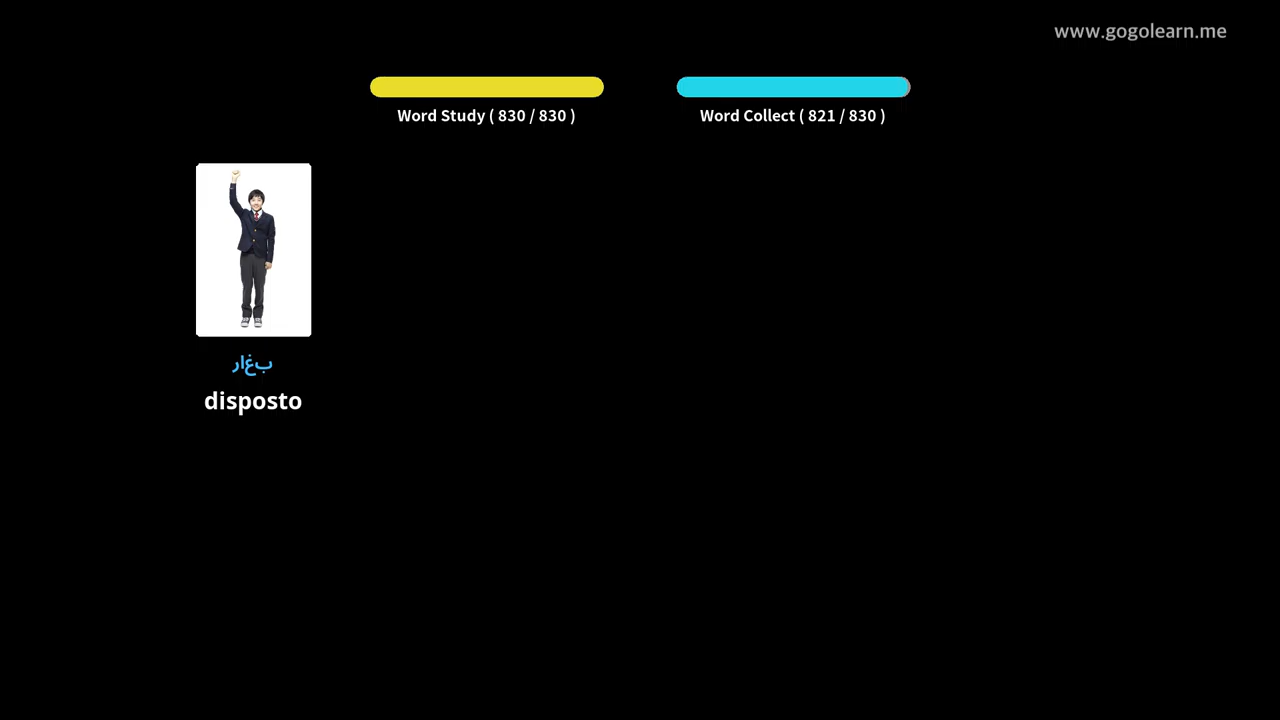 www.gogolearn.me
Word Study ( 830 / 830 )
Word Collect ( 821 / 830 )
بغار
disposto